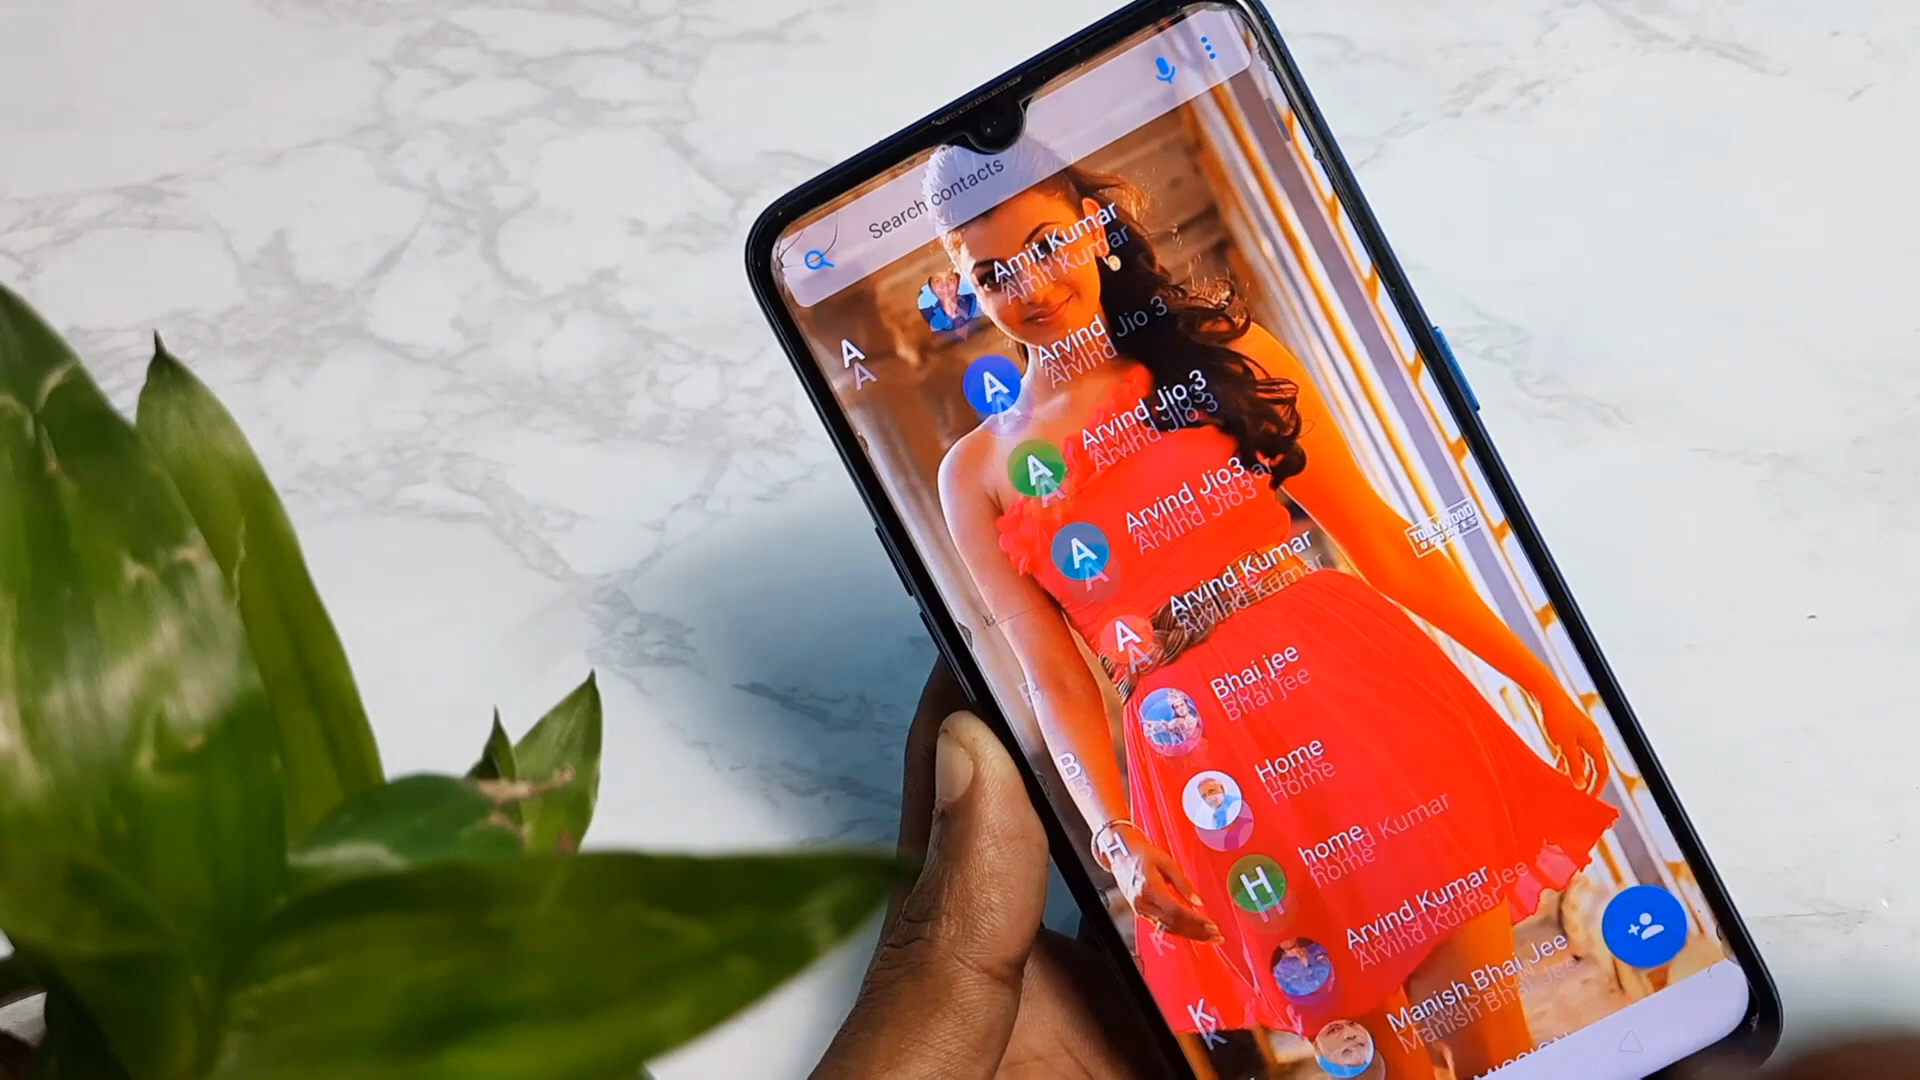 Search contacts
A
Amit Kumar
A
Arvind Jio 3
A
Arvind Jio 3
A
Arvind Jio3
A
Arvind Kumar
B
Bhai jee
H
Home
H
home
K
Arvind Kumar
Manish Bhai Jee
TOLLYWOOD